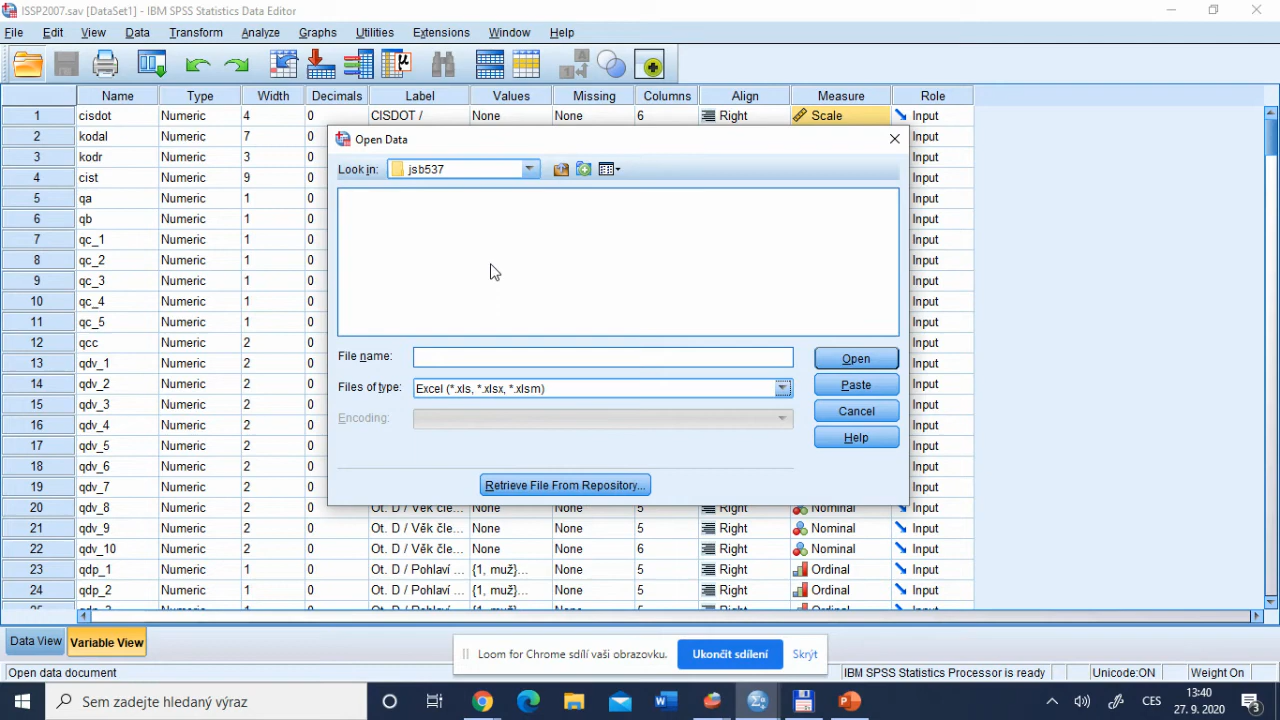 ISSP2007.sav [DataSet1] - IBM SPSS Statistics Data Editor
File Edit View Data Transform Analyze Graphs Utilities Extensions Window Help
Name Type Width Decimals Label Values Missing Columns Align Measure Role
1 cisdot Numeric 4 0 CISDOT / None None 6 Right Scale Input
2 kodal Numeric 7 0 Input
3 kodr Numeric 3 0 Input
4 cist Numeric 9 0 Input
5 qa Numeric 1 0 Input
6 qb Numeric 1 0 Input
7 qc_1 Numeric 1 0 Input
8 qc_2 Numeric 1 0 Input
9 qc_3 Numeric 1 0 Input
10 qc_4 Numeric 1 0 Input
11 qc_5 Numeric 1 0 Input
12 qcc Numeric 2 0 Input
13 qdv_1 Numeric 2 0 Input
14 qdv_2 Numeric 2 0 Input
15 qdv_3 Numeric 2 0 Input
16 qdv_4 Numeric 2 0 Input
17 qdv_5 Numeric 2 0 Input
18 qdv_6 Numeric 2 0 Input
19 qdv_7 Numeric 2 0 Input
20 qdv_8 Numeric 2 0 Ot. D / Věk čle... None None 5 Right Nominal Input
21 qdv_9 Numeric 2 0 Ot. D / Věk čle... None None 5 Right Nominal Input
22 qdv_10 Numeric 2 0 Ot. D / Věk čle... None None 6 Right Nominal Input
23 qdp_1 Numeric 1 0 Ot. D / Pohlaví ... {1, muž}... None 5 Right Ordinal Input
24 qdp_2 Numeric 1 0 Ot. D / Pohlaví ... {1, muž}... None 5 Right Ordinal Input
Open Data
Look in: jsb537
File name:
Files of type: Excel (*.xls, *.xlsx, *.xlsm)
Encoding:
Open
Paste
Cancel
Help
Retrieve File From Repository...
Data View Variable View
Loom for Chrome sdílí vaši obrazovku. Ukončit sdílení Skrýt
Open data document IBM SPSS Statistics Processor is ready Unicode:ON Weight On
Sem zadejte hledaný výraz
CES
13:40
27. 9. 2020
3